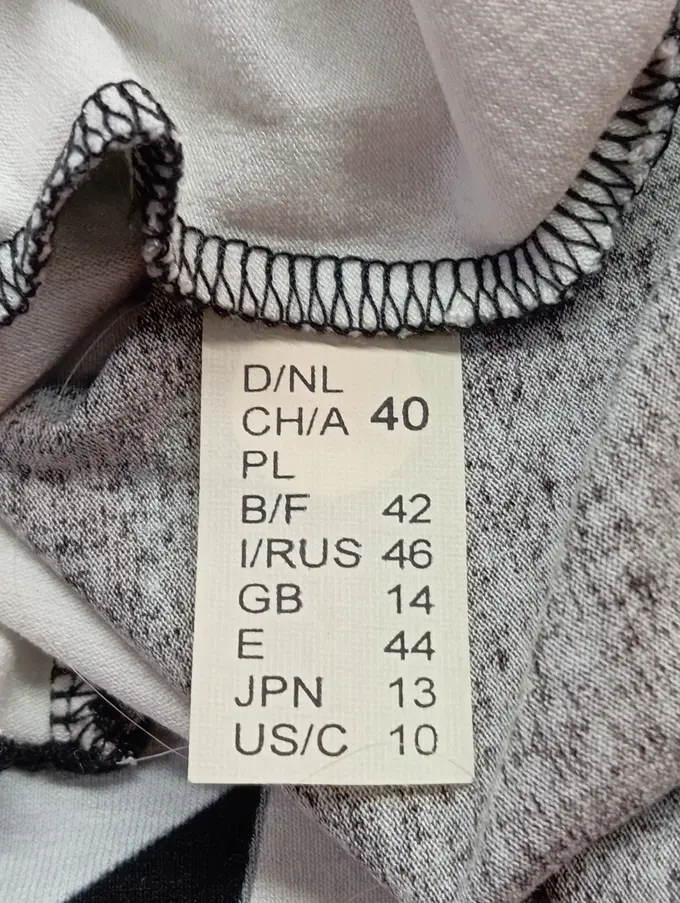 D/NL
CH/A 40
PL
B/F 42
I/RUS 46
GB 14
E 44
JPN 13
US/C 10